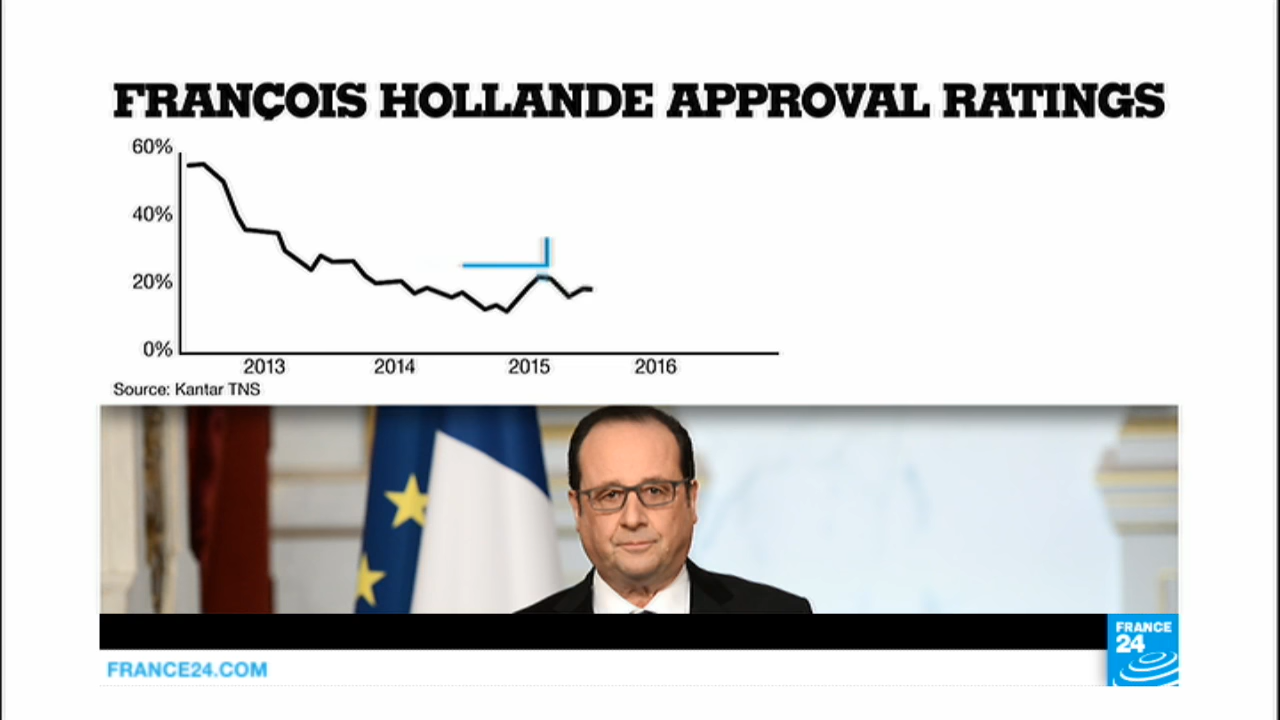 FRANÇOIS HOLLANDE APPROVAL RATINGS
60%
40%
20%
0%
2013 2014 2015 2016
Source: Kantar TNS
FRANCE
24
FRANCE24.COM